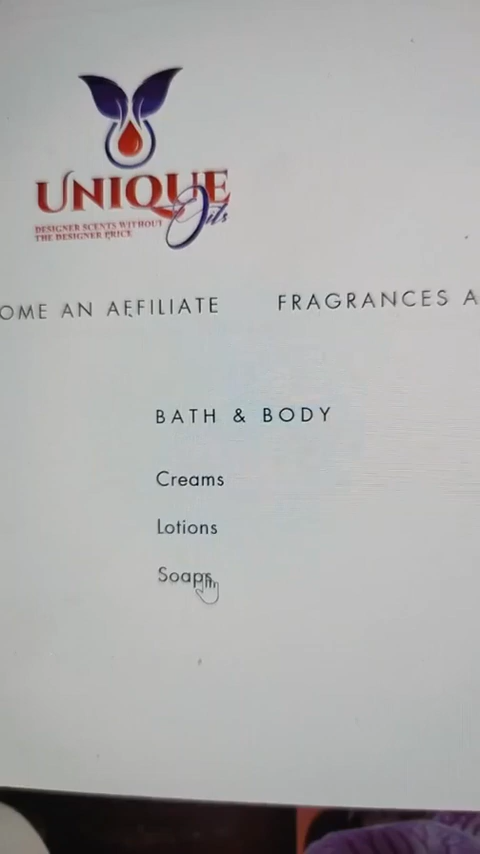 UNIQUE
Oils
DESIGNER SCENTS WITHOUT
THE DESIGNER PRICE
OME AN AFFILIATE
FRAGRANCES A
BATH & BODY
Creams
Lotions
Soaps